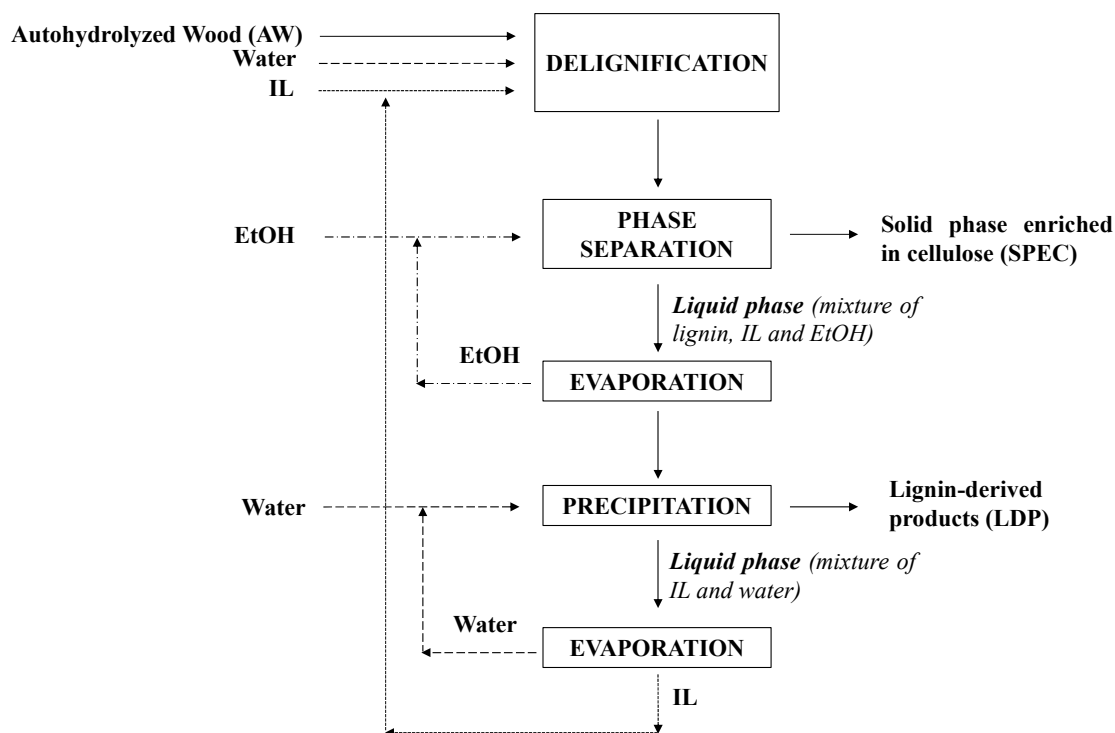 Autohydrolyzed Wood (AW)
Water
IL
DELIGNIFICATION
EtOH
PHASE
SEPARATION
Solid phase enriched
in cellulose (SPEC)
Liquid phase (mixture of
lignin, IL and EtOH)
EtOH
EVAPORATION
Water
PRECIPITATION
Lignin-derived
products (LDP)
Liquid phase (mixture of
IL and water)
Water
EVAPORATION
IL